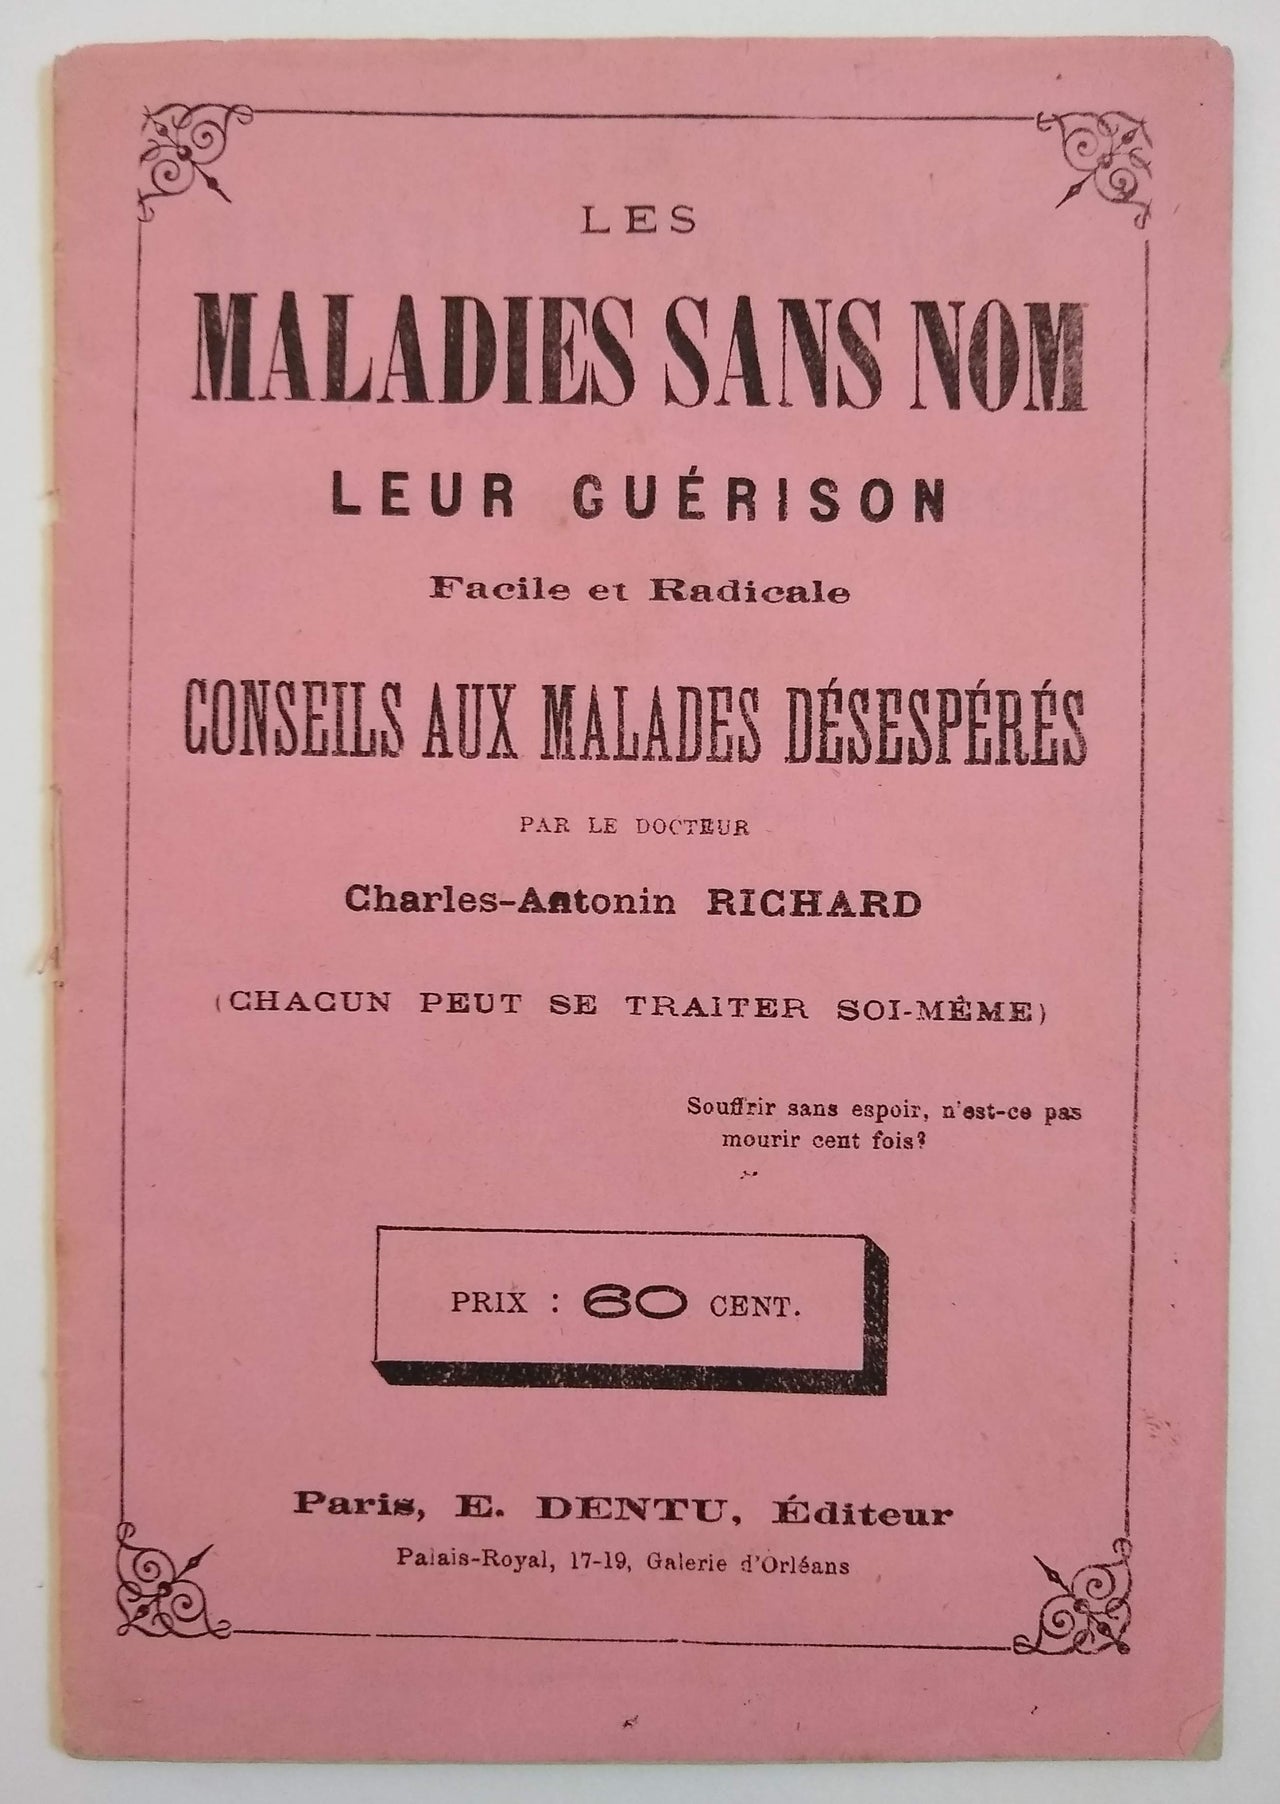 LES
MALADIES SANS NOM
LEUR GUÉRISON
Facile et Radicale
CONSEILS AUX MALADES DÉSESPÉRÉS
PAR LE DOCTEUR
Charles-Antonin RICHARD
(CHACUN PEUT SE TRAITER SOI-MÊME)
Souffrir sans espoir, n'est-ce pas
mourir cent fois?
PRIX : 60 CENT.
Paris, E. DENTU, Éditeur
Palais-Royal, 17-19, Galerie d'Orléans